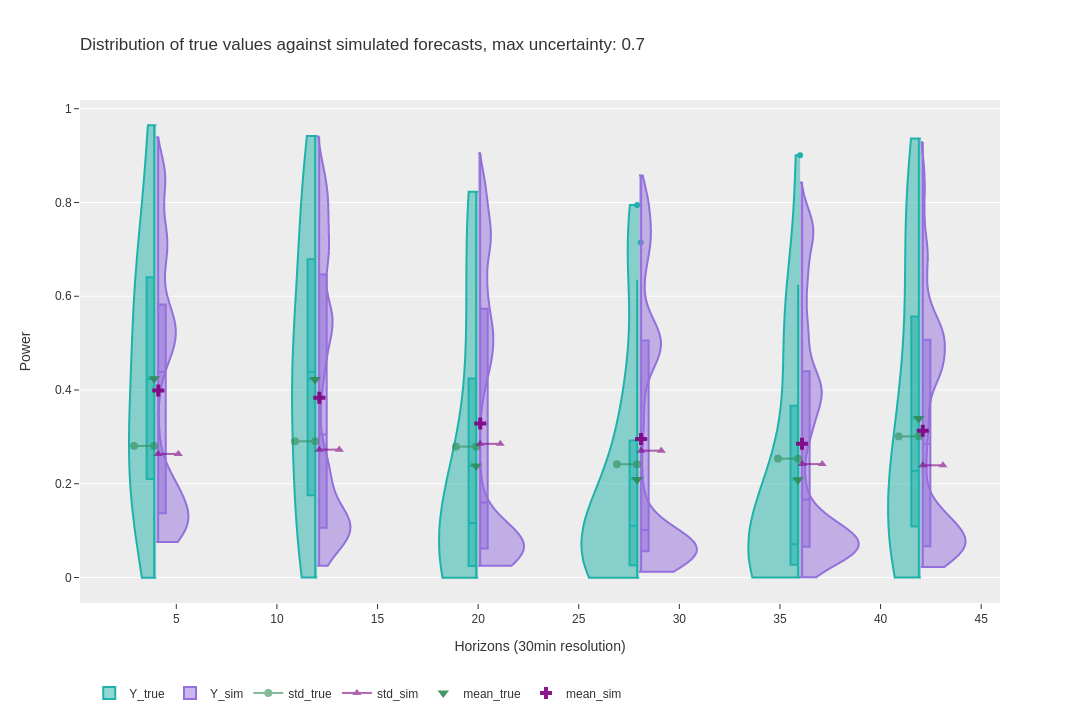 Distribution of true values against simulated forecasts, max uncertainty: 0.7
1
0.8
0.6
0.4
0.2
0
Power
5 10 15 20 25 30 35 40 45
Horizons (30min resolution)
Y_true Y_sim std_true std_sim mean_true mean_sim